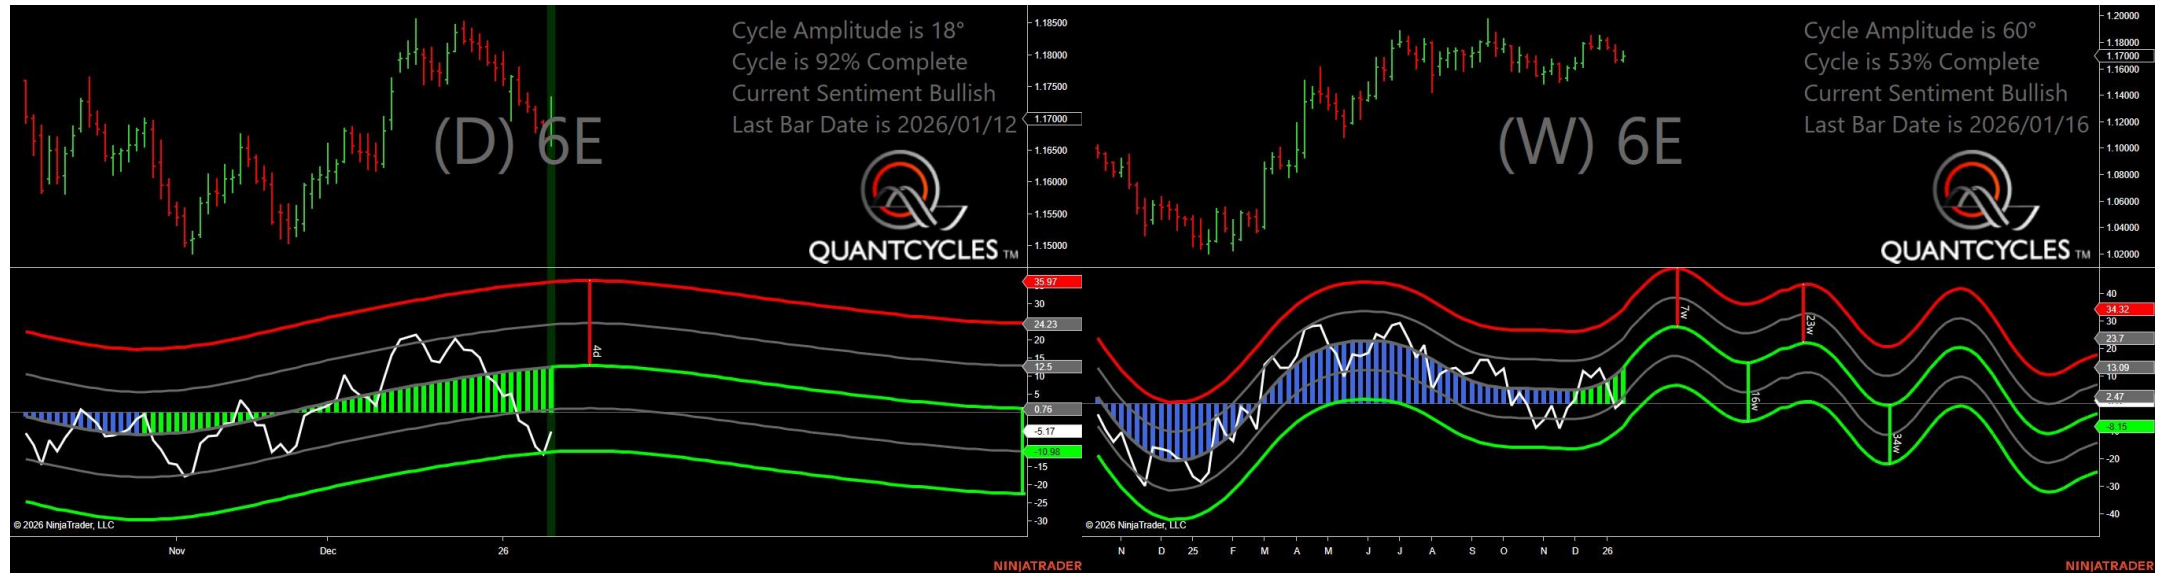 Cycle Amplitude is 18°
Cycle is 92% Complete
Current Sentiment Bullish
Last Bar Date is 2026/01/12
(D) 6E
QUANTCYCLES TM
1.18500
1.18000
1.17500
1.17000
1.16500
1.16000
1.15500
1.15000
35.97
30
24.23
20
15
12.5
10
5
0.76
-5.17
-10.98
-15
-20
-25
-30
4d
© 2026 NinjaTrader, LLC
Nov
Dec
26
NINJATRADER
Cycle Amplitude is 60°
Cycle is 53% Complete
Current Sentiment Bullish
Last Bar Date is 2026/01/16
(W) 6E
QUANTCYCLES TM
1.20000
1.18000
1.17000
1.16000
1.14000
1.12000
1.10000
1.08000
1.06000
1.04000
1.02000
40
34.32
30
23.7
20
13.09
10
2.47
-8.15
-20
-30
-40
7w
23w
16w
34w
© 2026 NinjaTrader, LLC
N D 25 F M A M J J A S O N D 26
NINJATRADER